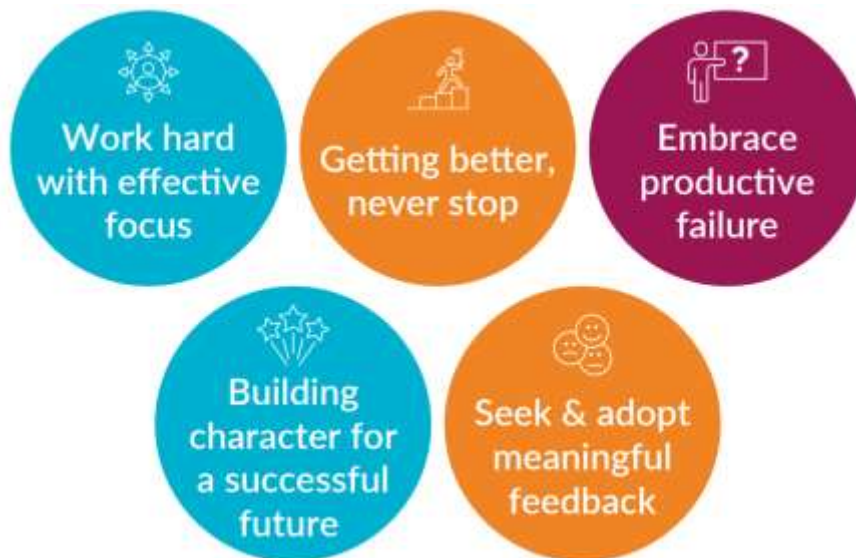 Work hard
with effective
focus
Getting better,
never stop
?
Embrace
productive
failure
Building
character for
a successful
future
Seek & adopt
meaningful
feedback